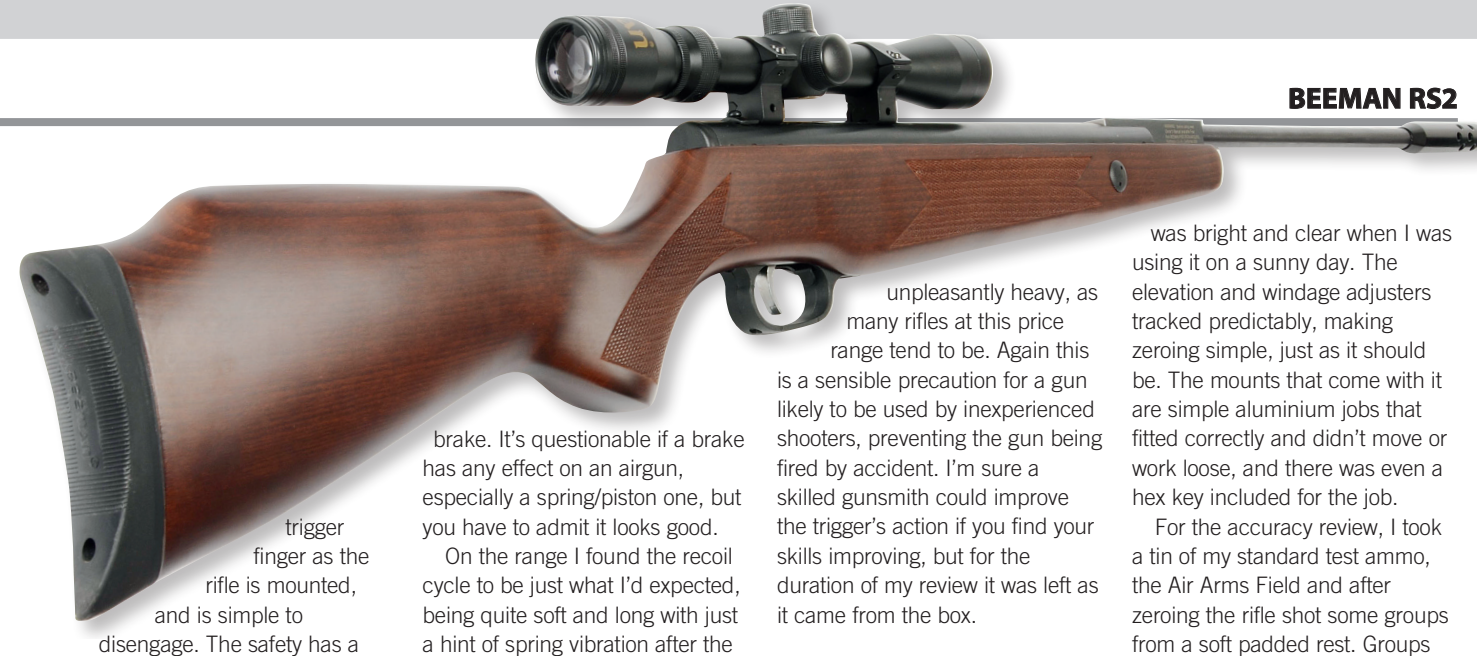 BEEMAN RS2
trigger
finger as the
rifle is mounted,
and is simple to
disengage. The safety has a
brake. It's questionable if a brake
has any effect on an airgun,
especially a spring/piston one, but
you have to admit it looks good.
On the range I found the recoil
cycle to be just what I'd expected,
being quite soft and long with just
a hint of spring vibration after the
unpleasantly heavy, as
many rifles at this price
range tend to be. Again this
is a sensible precaution for a gun
likely to be used by inexperienced
shooters, preventing the gun being
fired by accident. I'm sure a
skilled gunsmith could improve
the trigger's action if you find your
skills improving, but for the
duration of my review it was left as
it came from the box.
was bright and clear when I was
using it on a sunny day. The
elevation and windage adjusters
tracked predictably, making
zeroing simple, just as it should
be. The mounts that come with it
are simple aluminium jobs that
fitted correctly and didn't move or
work loose, and there was even a
hex key included for the job.
For the accuracy review, I took
a tin of my standard test ammo,
the Air Arms Field and after
zeroing the rifle shot some groups
from a soft padded rest. Groups